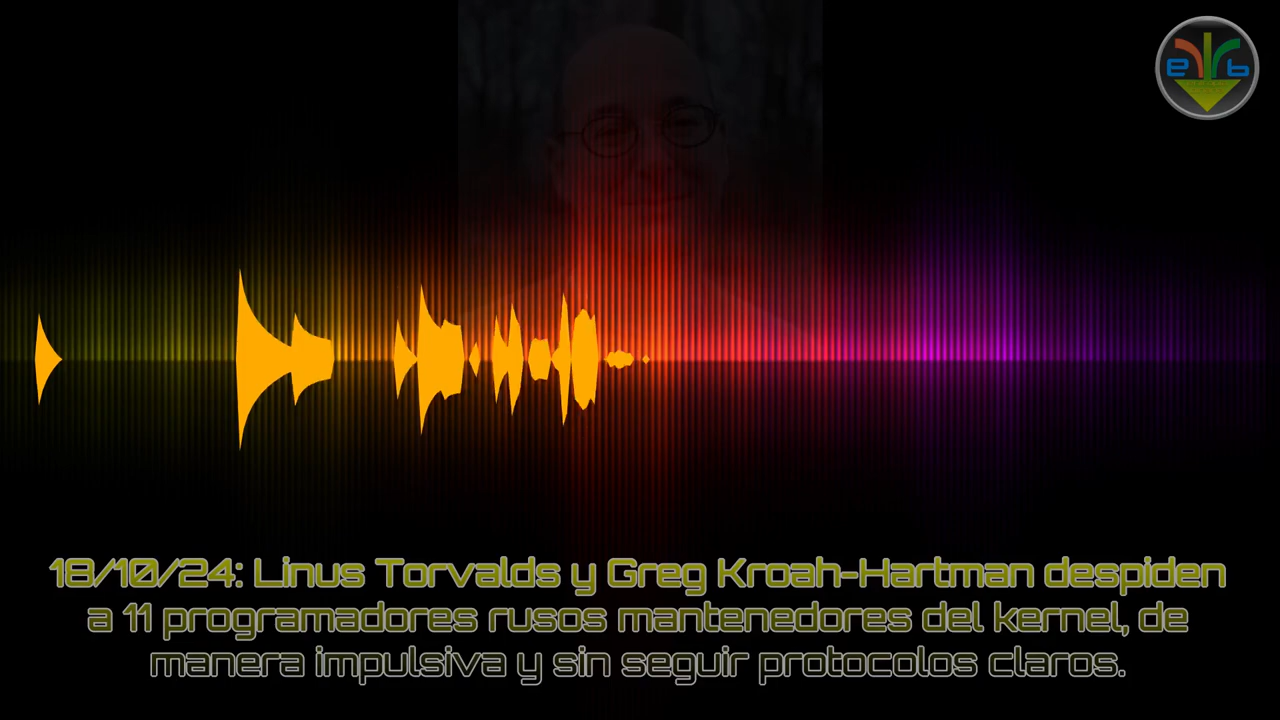 e b
18/10/24: Linus Torvalds y Greg Kroah-Hartman despiden
a 11 programadores rusos mantenedores del kernel, de
manera impulsiva y sin seguir protocolos claros.